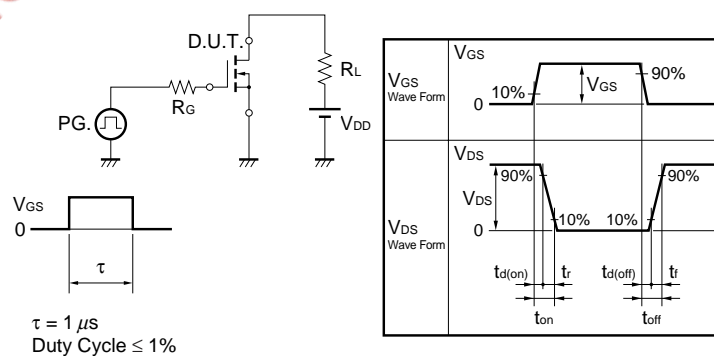 D.U.T.
RL
RG
PG.
VDD
VGS
0
τ
τ = 1 μs
Duty Cycle ≤ 1%
VGS
Wave Form
VGS
10%
VGS
90%
0
VDS
Wave Form
VDS
90%
90%
VDS
10%
10%
0
td(on)
tr
td(off)
tf
ton
toff